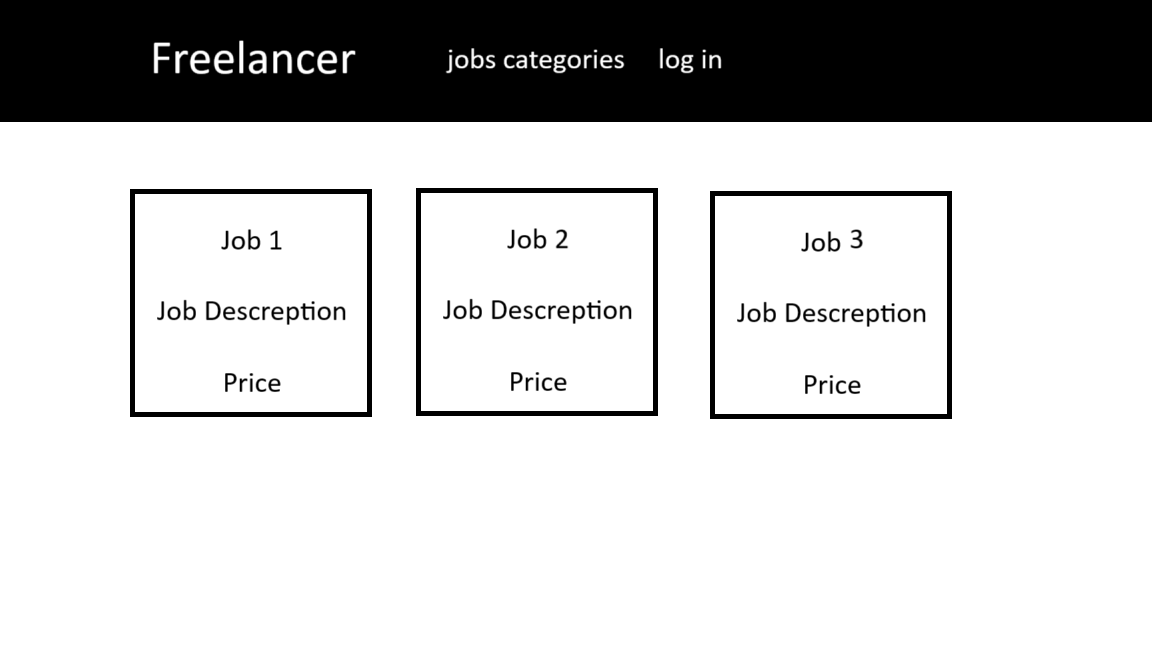 Freelancer
jobs categories
log in
Job 1
Job Descreption
Price
Job 2
Job Descreption
Price
Job 3
Job Descreption
Price